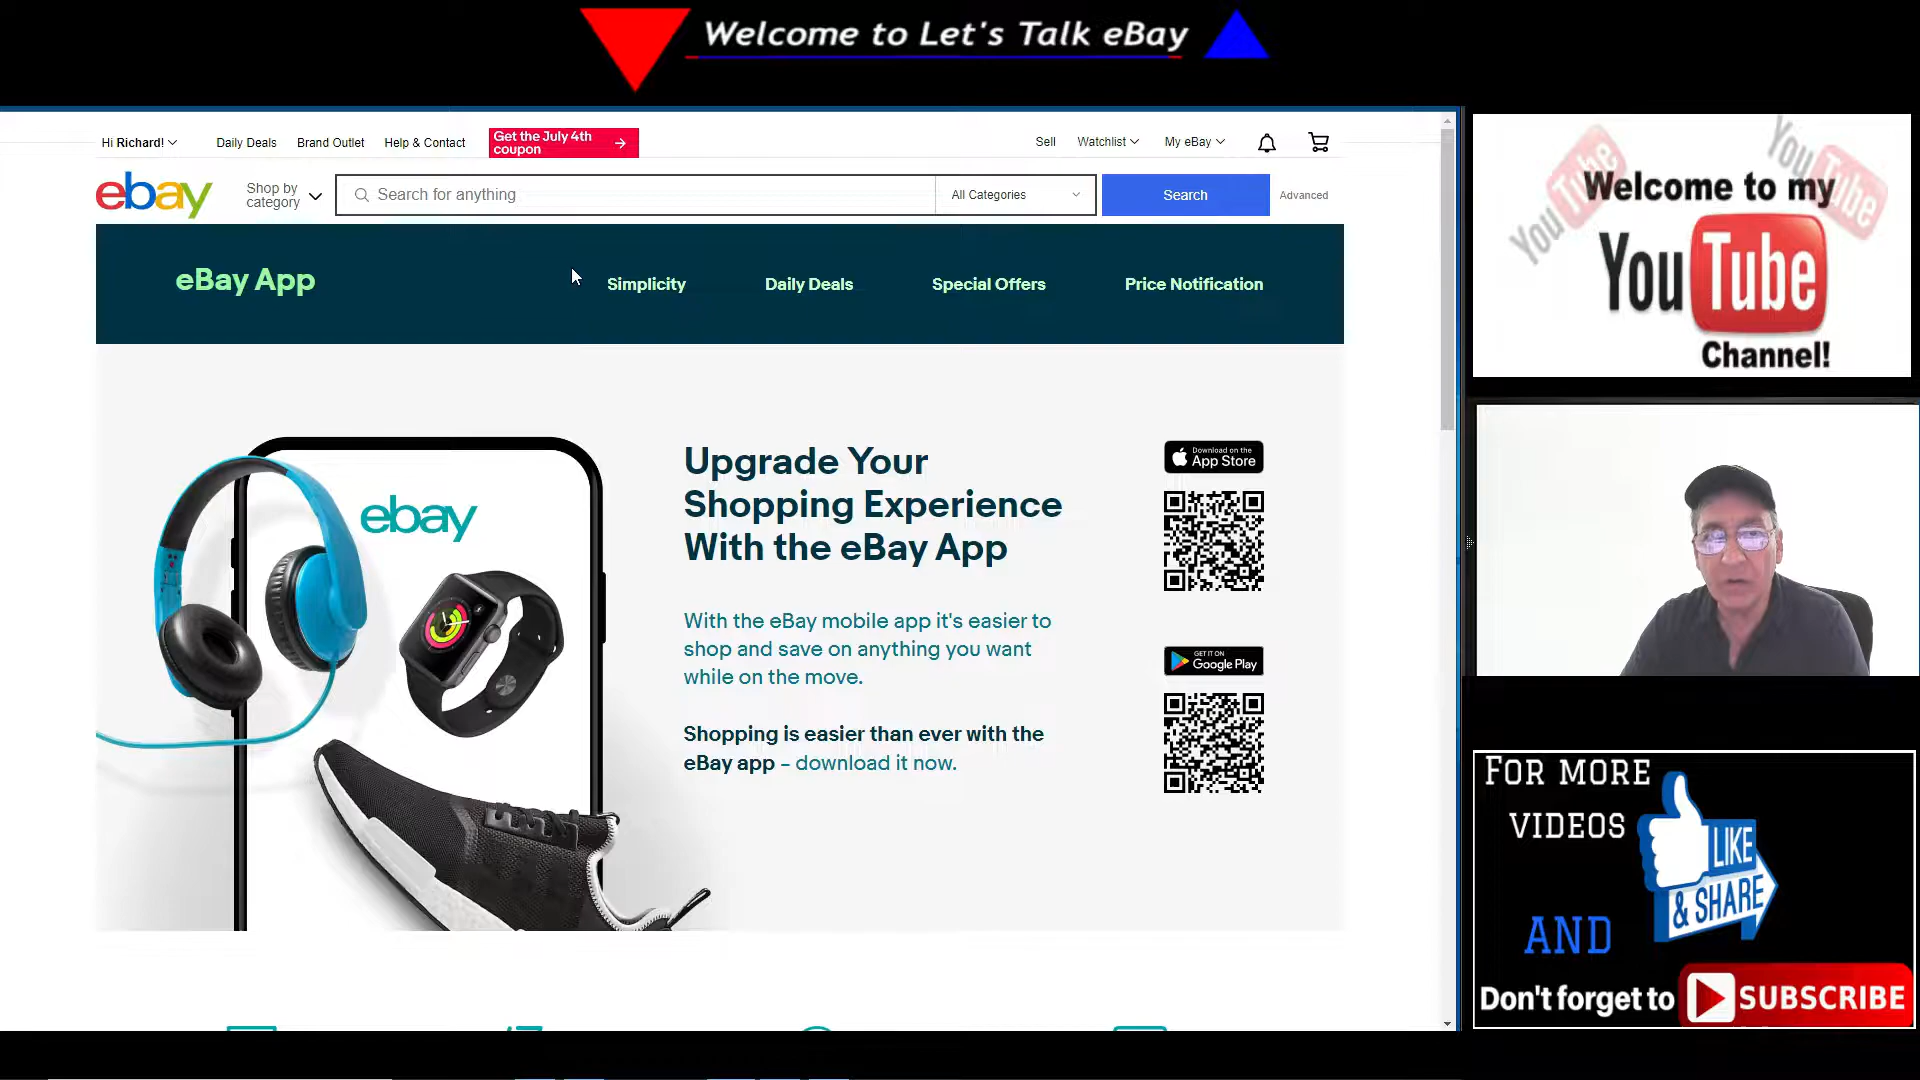 Welcome to Let's Talk eBay
Hi Richard!
Daily Deals
Brand Outlet
Help & Contact
Get the July 4th
coupon
Sell
Watchlist
My eBay
ebay
Shop by
category
Search for anything
All Categories
Search
Advanced
eBay App
Simplicity
Daily Deals
Special Offers
Price Notification
ebay
Upgrade Your
Shopping Experience
With the eBay App
With the eBay mobile app it's easier to
shop and save on anything you want
while on the move.
Shopping is easier than ever with the
eBay app – download it now.
Download on the
App Store
GET IT ON
Google Play
YouTube
YouTube
Welcome to my
YouTube
Channel!
FOR MORE
VIDEOS
LIKE
& SHARE
AND
Don't forget to
SUBSCRIBE